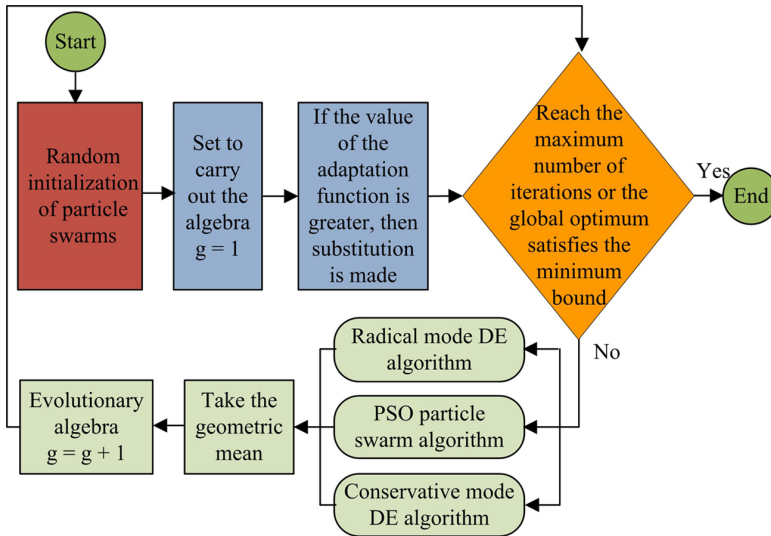 Start
Random
initialization
of particle
swarms
Set to
carry out the
algebra
g = 1
If the value
of the
adaptation
function is
greater, then
substitution
is made
Reach the
maximum
number of
iterations or the
global optimum
satisfies the
minimum
bound
Yes
End
No
Radical mode DE
algorithm
PSO particle
swarm algorithm
Conservative mode
DE algorithm
Take the
geometric
mean
Evolutionary
algebra
g = g + 1